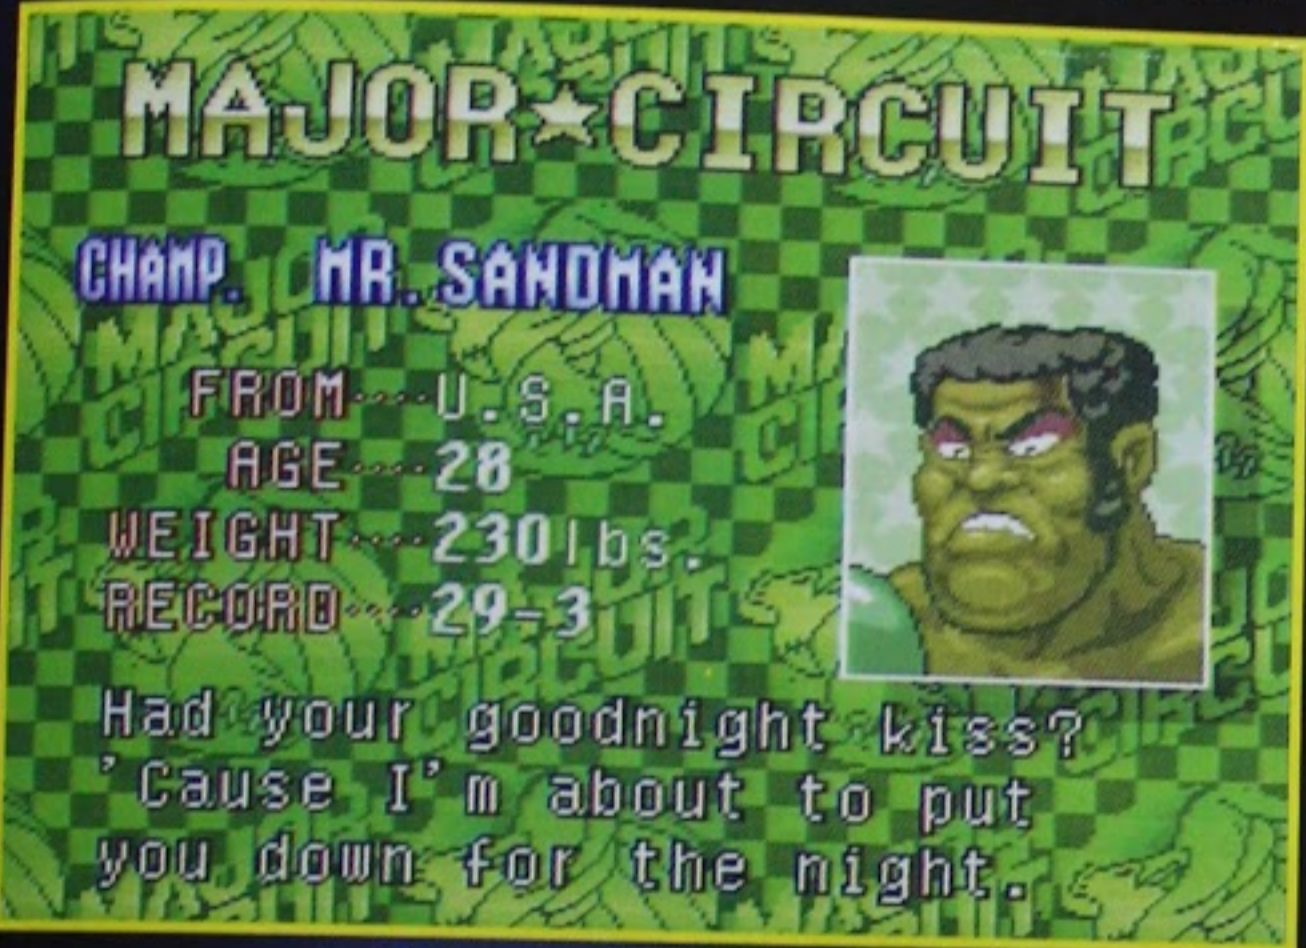 MAJOR★CIRCUIT
CHAMP. MR.SANDMAN
FROM····U.S.A.
AGE····28
WEIGHT····230lbs.
RECORD····29-3
Had your goodnight kiss?
'Cause I'm about to put
you down for the night.